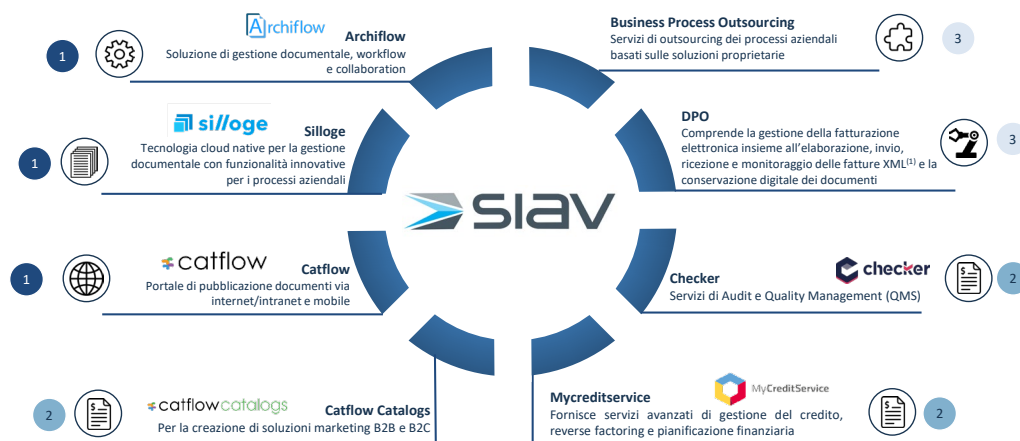 Archiflow
1
Archiflow
Soluzione di gestione documentale, workflow
e collaboration
silloge
1
Silloge
Tecnologia cloud native per la gestione
documentale con funzionalità innovative
per i processi aziendali
catflow
1
Catflow
Portale di pubblicazione documenti via
internet/intranet e mobile
catflowcatalogs
2
Catflow Catalogs
Per la creazione di soluzioni marketing B2B e B2C
SIAV
Business Process Outsourcing
Servizi di outsourcing dei processi aziendali
basati sulle soluzioni proprietarie
3
DPO
Comprende la gestione della fatturazione
elettronica insieme all'elaborazione, invio,
ricezione e monitoraggio delle fatture XML(1) e la
conservazione digitale dei documenti
3
checker
Checker
Servizi di Audit e Quality Management (QMS)
2
MyCreditService
Mycreditservice
Fornisce servizi avanzati di gestione del credito,
reverse factoring e pianificazione finanziaria
2